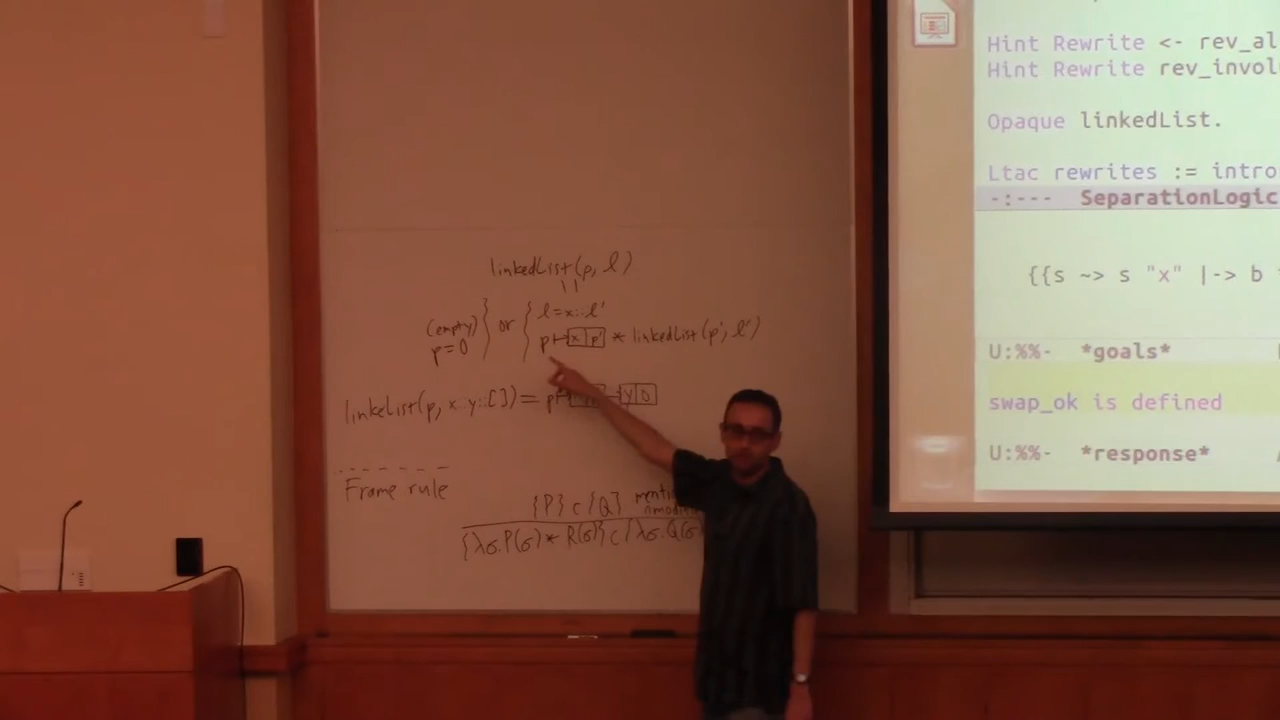 linkedList(p, l)
||
(empty)
p=0
} or {
l=x::l'
p↦[x|p'] * linkedList(p', l')
linkeList(p, x::y::[]) = p↦ [y|0]
Frame rule
{P} c {Q}
{λσ.P(σ) * R(σ)} c {λσ.Q(σ)
Hint Rewrite <- rev_al
Hint Rewrite rev_invol
Opaque linkedList.
Ltac rewrites := intro
-:--- SeparationLogic
{{s ~> s "x" |-> b
U:%%- *goals*
swap_ok is defined
U:%%- *response*